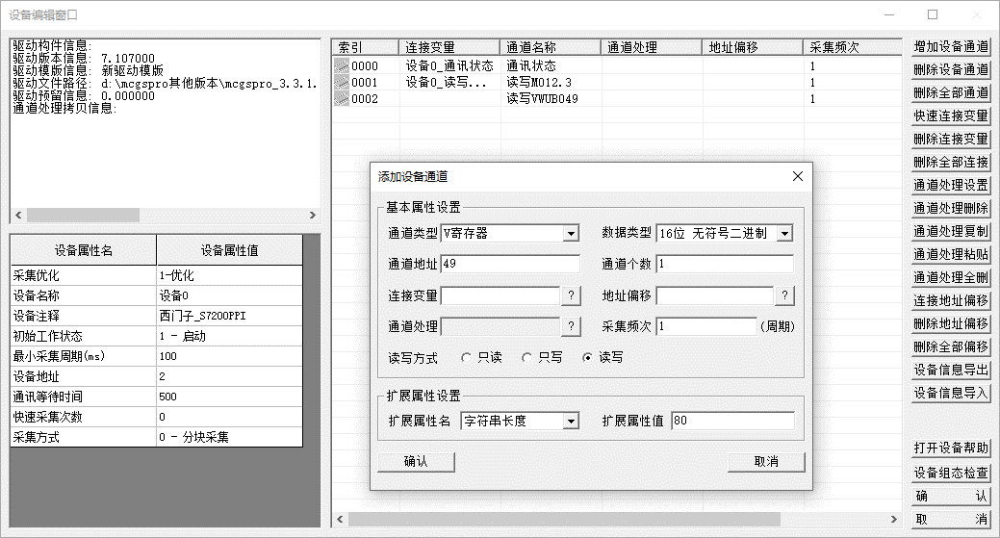 设备编辑窗口
驱动构件信息:
驱动版本信息: 7.107000
驱动模版信息: 新驱动模版
驱动文件路径: d:\mcgspro其他版本\mcgspro_3.3.1.
驱动预留信息: 0.000000
通道处理拷贝信息:
设备属性名 设备属性值
采集优化 1-优化
设备名称 设备0
设备注释 西门子_S7200PPI
初始工作状态 1 - 启动
最小采集周期(ms) 100
设备地址 2
通讯等待时间 500
快速采集次数 0
采集方式 0 - 分块采集
索引 连接变量 通道名称 通道处理 地址偏移 采集频次
0000 设备0_通讯状态 通讯状态 1
0001 设备0_读写... 读写M012.3 1
0002 读写VWUB049 1
添加设备通道
基本属性设置
通道类型 V寄存器 数据类型 16位 无符号二进制
通道地址 49 通道个数 1
连接变量 ? 地址偏移 ?
通道处理 ? 采集频次 1 (周期)
读写方式 只读 只写 读写
扩展属性设置
扩展属性名 字符串长度 扩展属性值 80
确认 取消
增加设备通道
删除设备通道
删除全部通道
快速连接变量
删除连接变量
删除全部连接
通道处理设置
通道处理删除
通道处理复制
通道处理粘贴
通道处理全删
连接地址偏移
删除地址偏移
删除全部偏移
设备信息导出
设备信息导入
打开设备帮助
设备组态检查
确 认
取 消